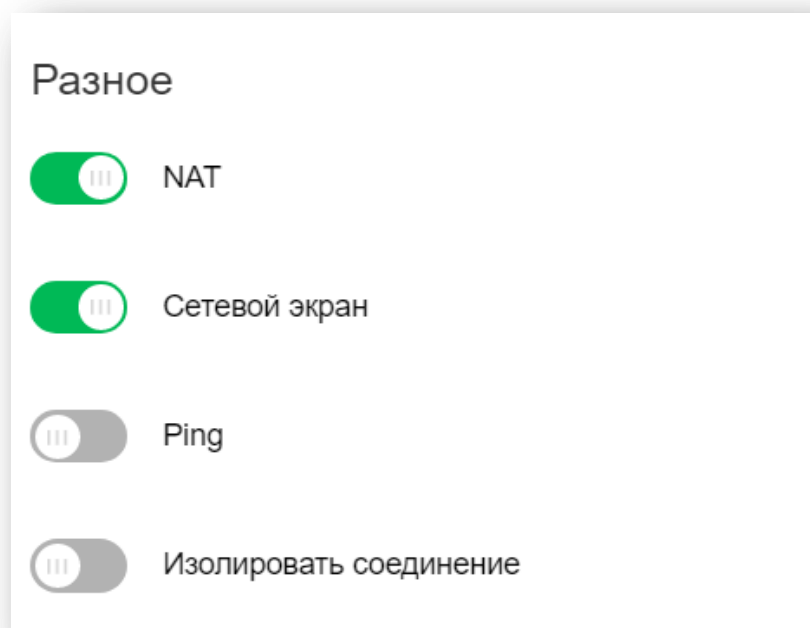 Разное
NAT
Сетевой экран
Ping
Изолировать соединение